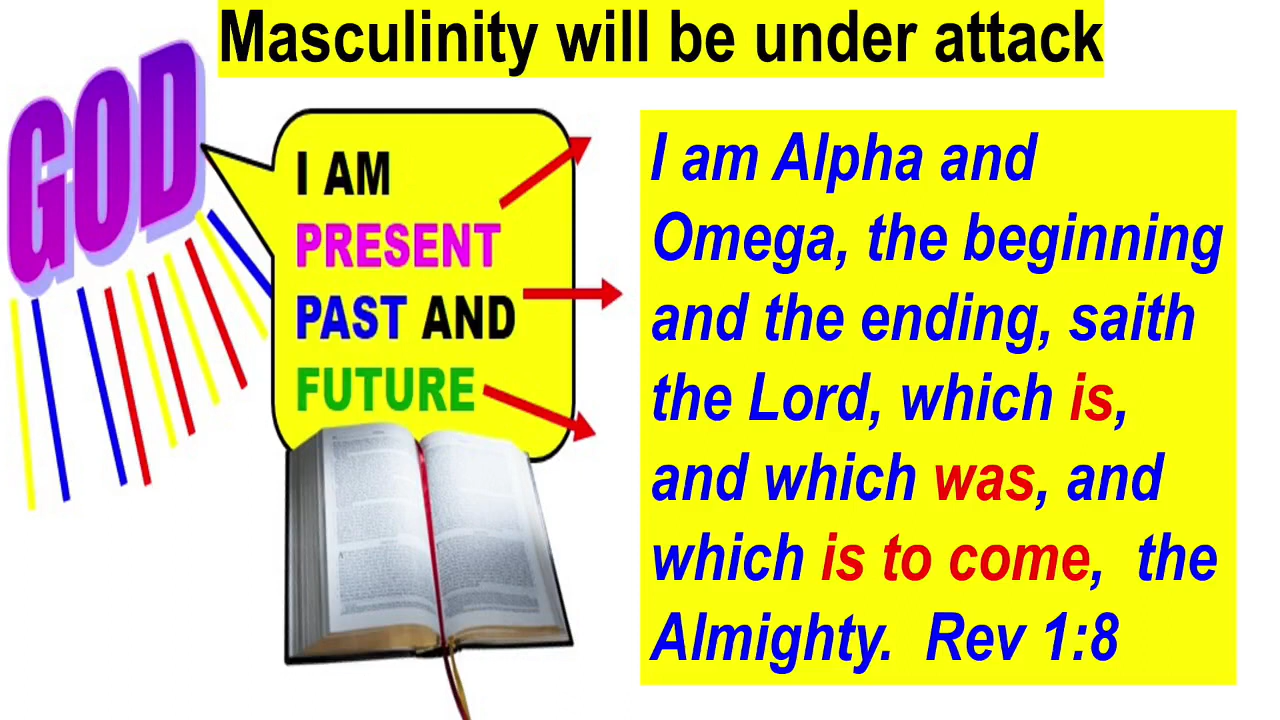 Masculinity will be under attack
GOD
I AM
PRESENT
PAST AND
FUTURE
I am Alpha and
Omega, the beginning
and the ending, saith
the Lord, which is,
and which was, and
which is to come,  the
Almighty.  Rev 1:8